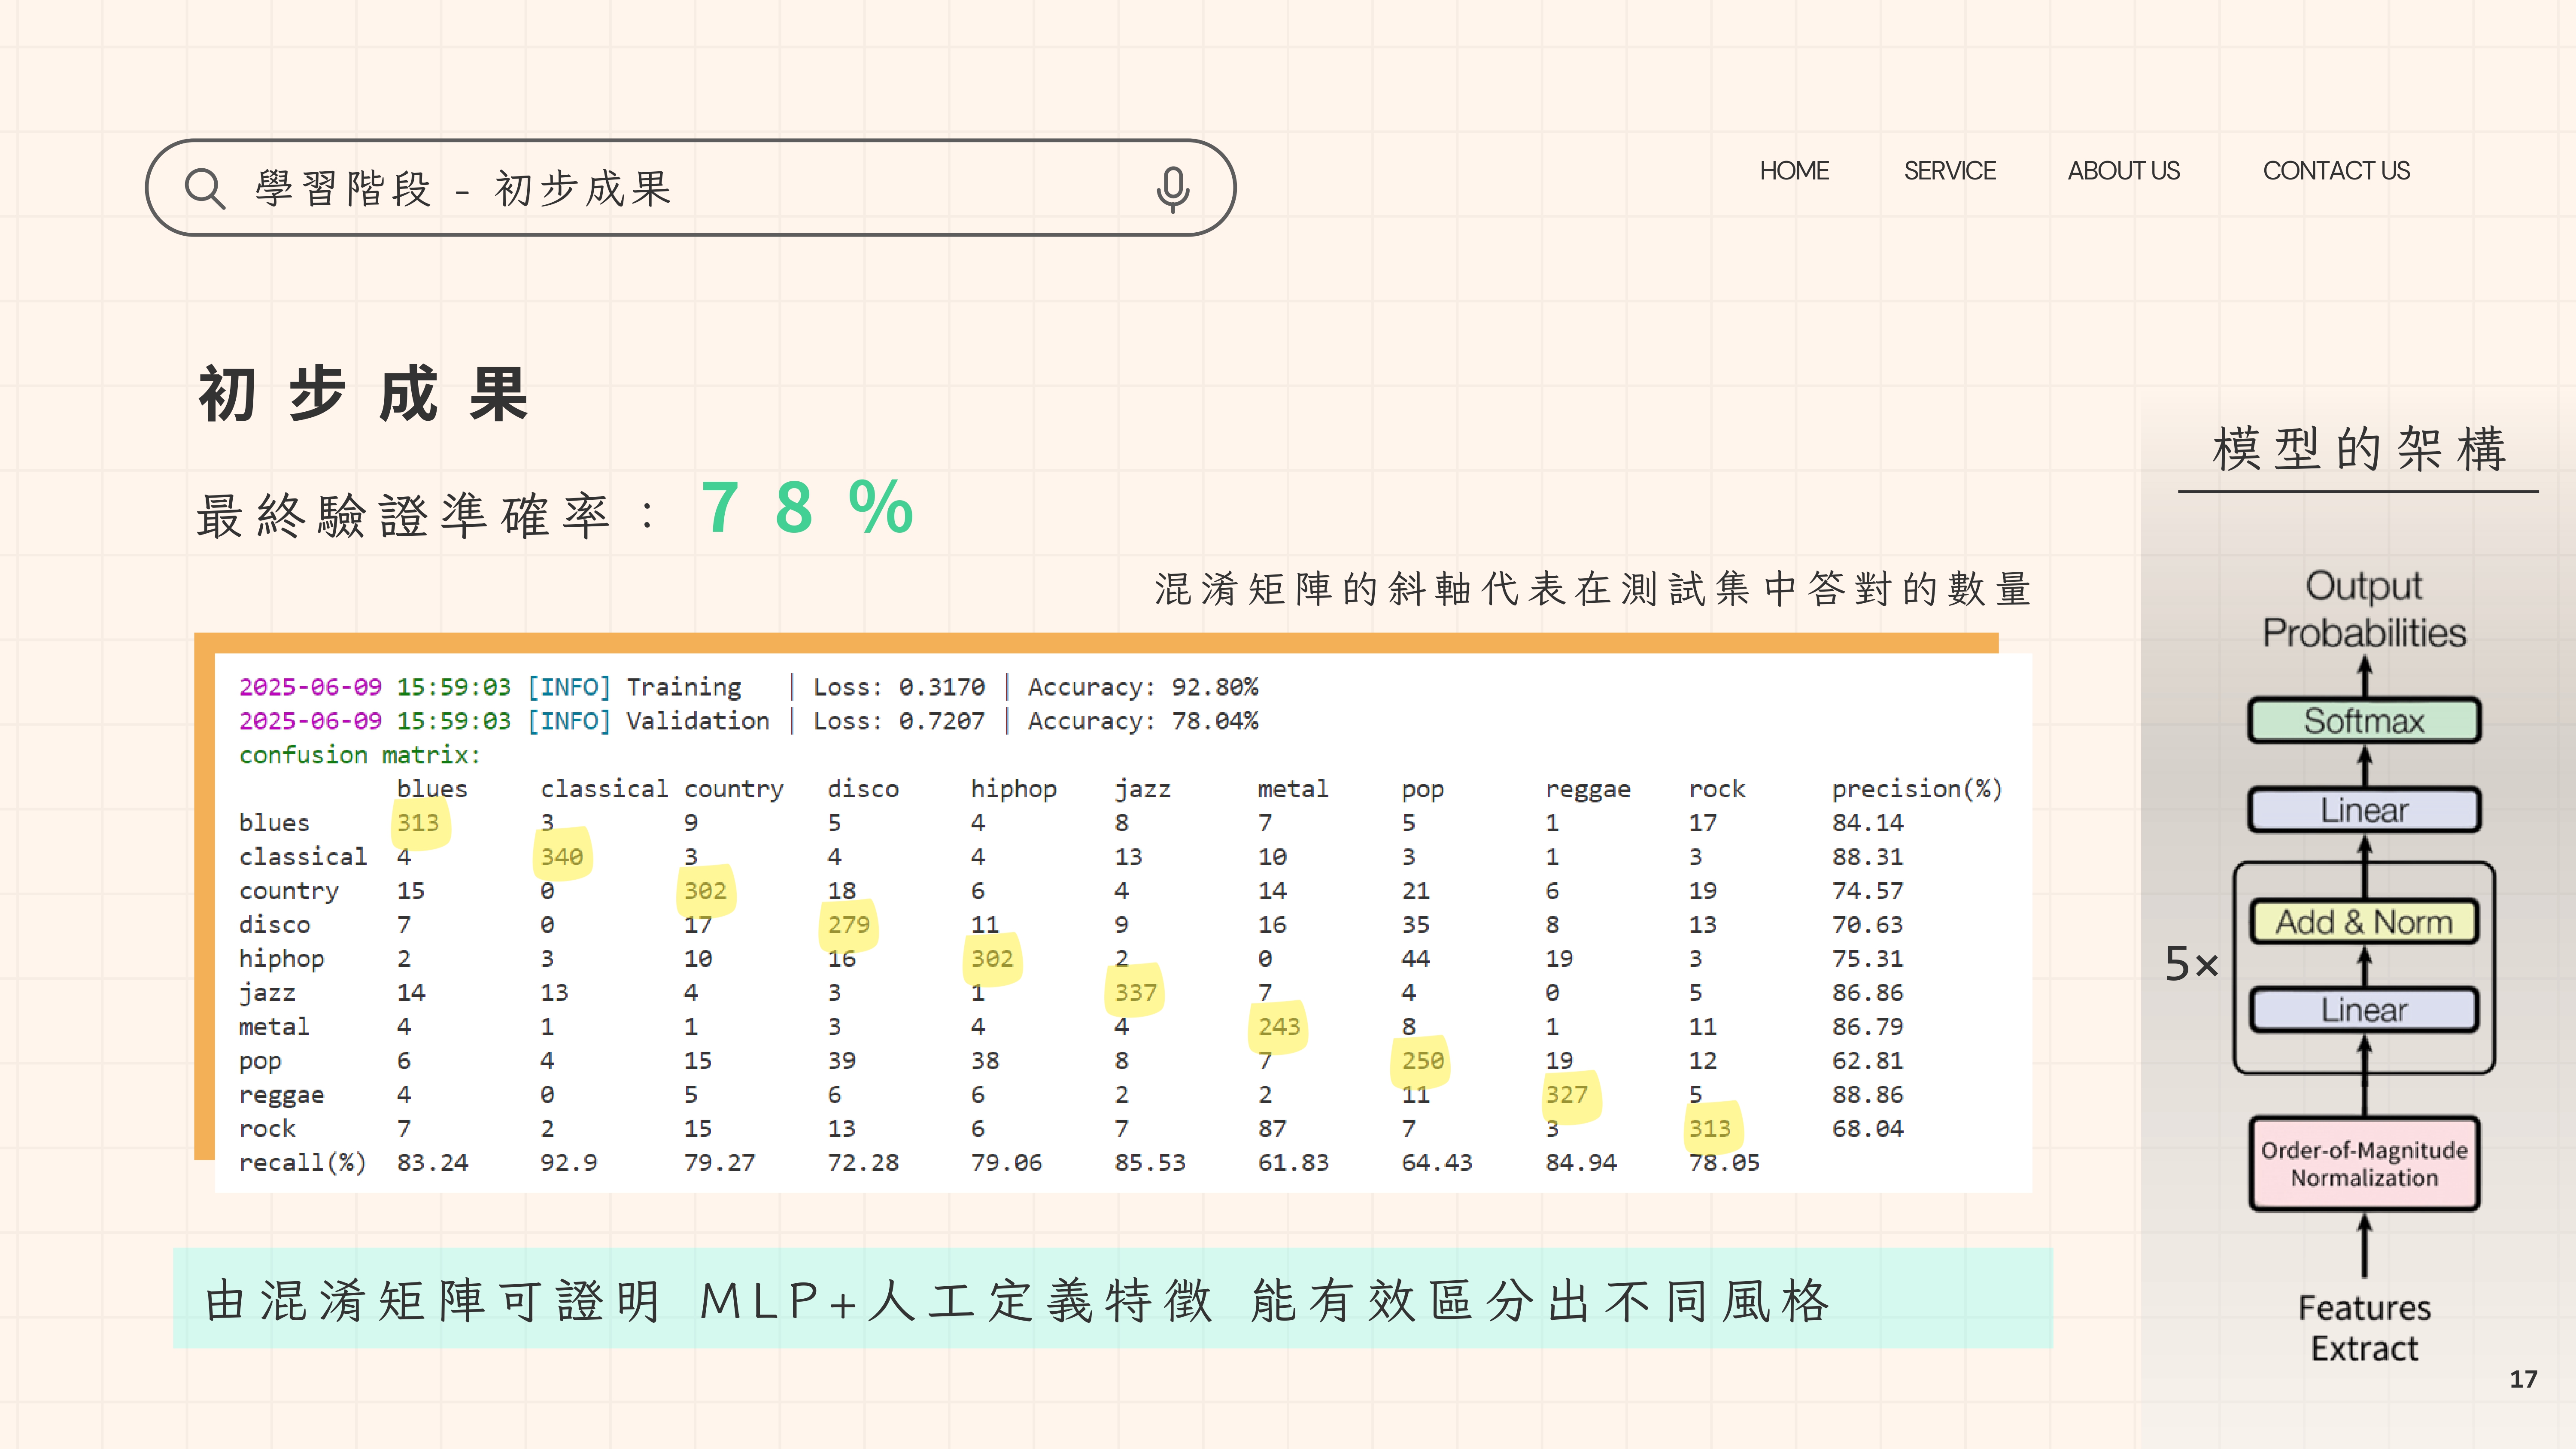 學習階段 - 初步成果
HOME SERVICE ABOUT US CONTACT US
初步成果
最終驗證準確率：78%
混淆矩陣的斜軸代表在測試集中答對的數量
2025-06-09 15:59:03 [INFO] Training | Loss: 0.3170 | Accuracy: 92.80%
2025-06-09 15:59:03 [INFO] Validation | Loss: 0.7207 | Accuracy: 78.04%
confusion matrix:
blues classical country disco hiphop jazz metal pop reggae rock precision(%)
blues 313 3 9 5 4 8 7 5 1 17 84.14
classical 4 340 3 4 4 13 10 3 1 3 88.31
country 15 0 302 18 6 4 14 21 6 19 74.57
disco 7 0 17 279 11 9 16 35 8 13 70.63
hiphop 2 3 10 16 302 2 0 44 19 3 75.31
jazz 14 13 4 3 1 337 7 4 0 5 86.86
metal 4 1 1 3 4 4 243 8 1 11 86.79
pop 6 4 15 39 38 8 7 250 19 12 62.81
reggae 4 0 5 6 6 2 2 11 327 5 88.86
rock 7 2 15 13 6 7 87 7 3 313 68.04
recall(%) 83.24 92.9 79.27 72.28 79.06 85.53 61.83 64.43 84.94 78.05
由混淆矩陣可證明 MLP+人工定義特徵 能有效區分出不同風格
模型的架構
Output
Probabilities
Softmax
Linear
Add & Norm
5×
Linear
Order-of-Magnitude
Normalization
Features
Extract
17